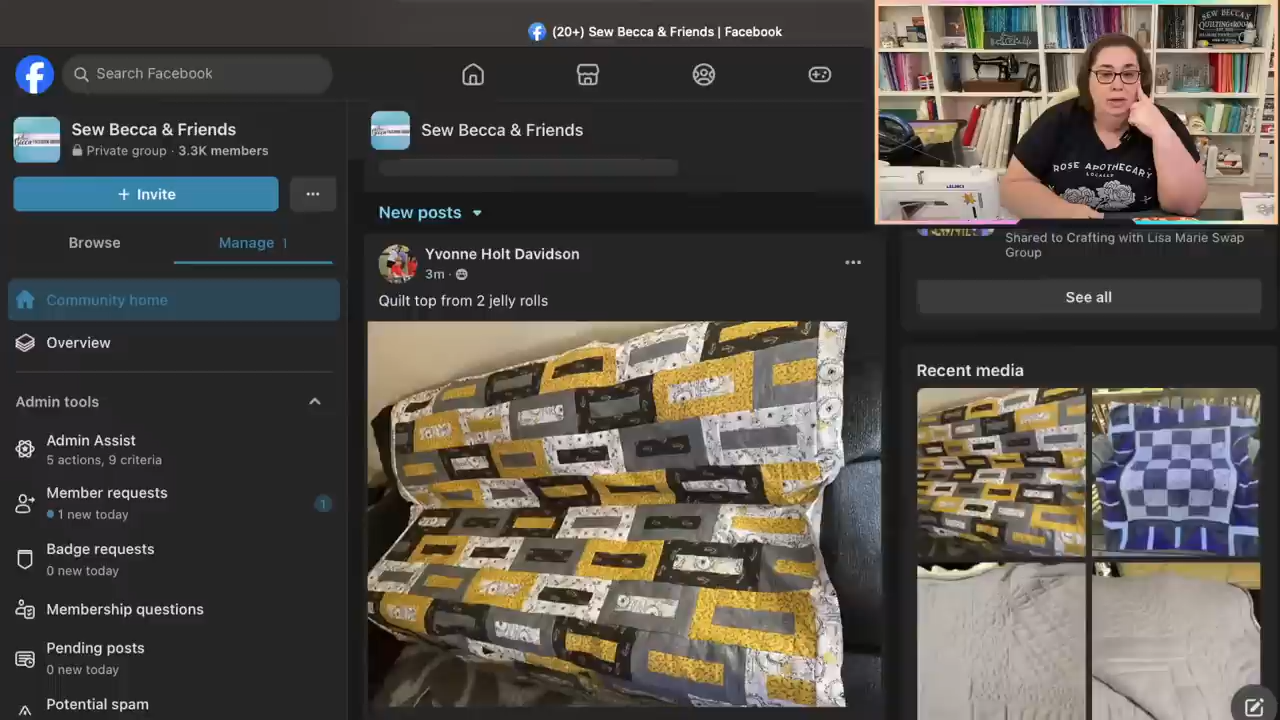 (20+) Sew Becca & Friends | Facebook
Search Facebook
Sew Becca & Friends
Private group · 3.3K members
+ Invite
Browse
Manage 1
Community home
Overview
Admin tools
Admin Assist
5 actions, 9 criteria
Member requests
1 new today
1
Badge requests
0 new today
Membership questions
Pending posts
0 new today
Potential spam
Sew Becca & Friends
New posts
Yvonne Holt Davidson
3m ·
Quilt top from 2 jelly rolls
SEW BECCA'S
ROSE APOTHECARY
LOCALLY
Shared to Crafting with Lisa Marie Swap
Group
See all
Recent media